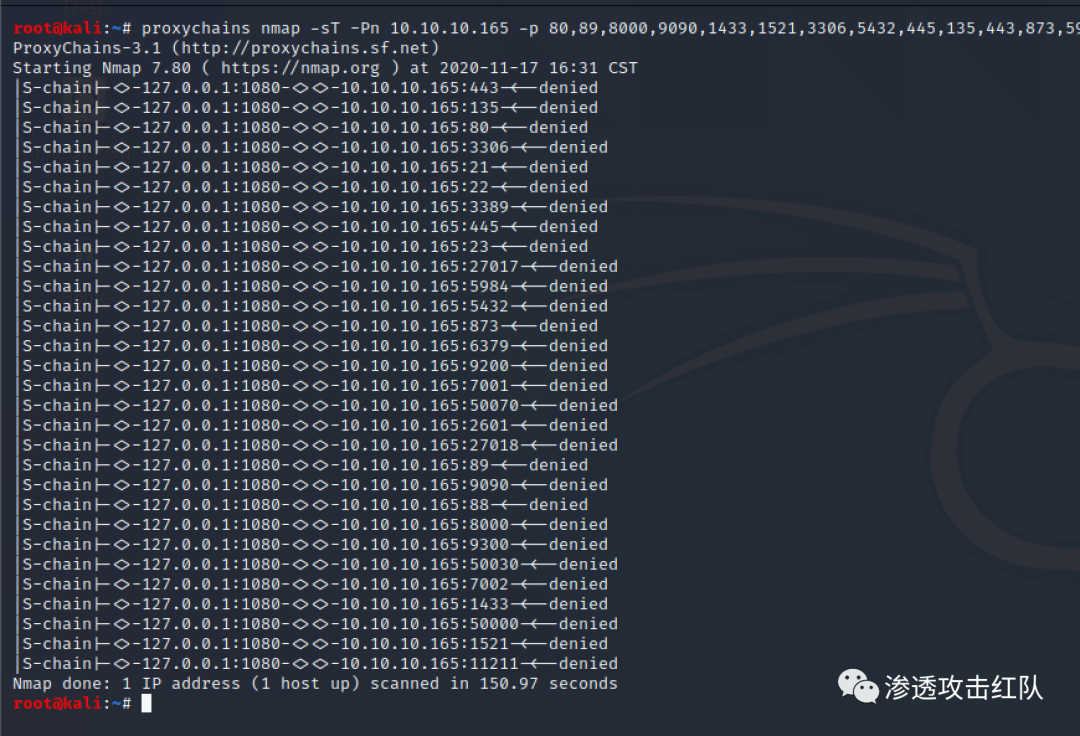 root@kali:~# proxychains nmap -sT -Pn 10.10.10.165 -p 80,89,8000,9090,1433,1521,3306,5432,445,135,443,873,59
ProxyChains-3.1 (http://proxychains.sf.net)
Starting Nmap 7.80 ( https://nmap.org ) at 2020-11-17 16:31 CST
|S-chain|-<>-127.0.0.1:1080-<><>-10.10.10.165:443-<--denied
|S-chain|-<>-127.0.0.1:1080-<><>-10.10.10.165:135-<--denied
|S-chain|-<>-127.0.0.1:1080-<><>-10.10.10.165:80-<--denied
|S-chain|-<>-127.0.0.1:1080-<><>-10.10.10.165:3306-<--denied
|S-chain|-<>-127.0.0.1:1080-<><>-10.10.10.165:21-<--denied
|S-chain|-<>-127.0.0.1:1080-<><>-10.10.10.165:22-<--denied
|S-chain|-<>-127.0.0.1:1080-<><>-10.10.10.165:3389-<--denied
|S-chain|-<>-127.0.0.1:1080-<><>-10.10.10.165:445-<--denied
|S-chain|-<>-127.0.0.1:1080-<><>-10.10.10.165:23-<--denied
|S-chain|-<>-127.0.0.1:1080-<><>-10.10.10.165:27017-<--denied
|S-chain|-<>-127.0.0.1:1080-<><>-10.10.10.165:5984-<--denied
|S-chain|-<>-127.0.0.1:1080-<><>-10.10.10.165:5432-<--denied
|S-chain|-<>-127.0.0.1:1080-<><>-10.10.10.165:873-<--denied
|S-chain|-<>-127.0.0.1:1080-<><>-10.10.10.165:6379-<--denied
|S-chain|-<>-127.0.0.1:1080-<><>-10.10.10.165:9200-<--denied
|S-chain|-<>-127.0.0.1:1080-<><>-10.10.10.165:7001-<--denied
|S-chain|-<>-127.0.0.1:1080-<><>-10.10.10.165:50070-<--denied
|S-chain|-<>-127.0.0.1:1080-<><>-10.10.10.165:2601-<--denied
|S-chain|-<>-127.0.0.1:1080-<><>-10.10.10.165:27018-<--denied
|S-chain|-<>-127.0.0.1:1080-<><>-10.10.10.165:89-<--denied
|S-chain|-<>-127.0.0.1:1080-<><>-10.10.10.165:9090-<--denied
|S-chain|-<>-127.0.0.1:1080-<><>-10.10.10.165:88-<--denied
|S-chain|-<>-127.0.0.1:1080-<><>-10.10.10.165:8000-<--denied
|S-chain|-<>-127.0.0.1:1080-<><>-10.10.10.165:9300-<--denied
|S-chain|-<>-127.0.0.1:1080-<><>-10.10.10.165:50030-<--denied
|S-chain|-<>-127.0.0.1:1080-<><>-10.10.10.165:7002-<--denied
|S-chain|-<>-127.0.0.1:1080-<><>-10.10.10.165:1433-<--denied
|S-chain|-<>-127.0.0.1:1080-<><>-10.10.10.165:50000-<--denied
|S-chain|-<>-127.0.0.1:1080-<><>-10.10.10.165:1521-<--denied
|S-chain|-<>-127.0.0.1:1080-<><>-10.10.10.165:11211-<--denied
Nmap done: 1 IP address (1 host up) scanned in 150.97 seconds
root@kali:~#
渗透攻击红队